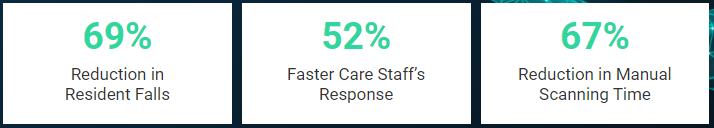 69%
Reduction in
Resident Falls
52%
Faster Care Staff's
Response
67%
Reduction in Manual
Scanning Time